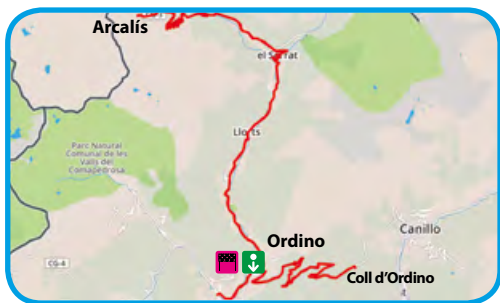 Arcalís
el Serrat
Llorts
Parc Natural
Comunal de les
Valls del
Comapedrosa
Canillo
Ordino
CG-4
Coll d'Ordino